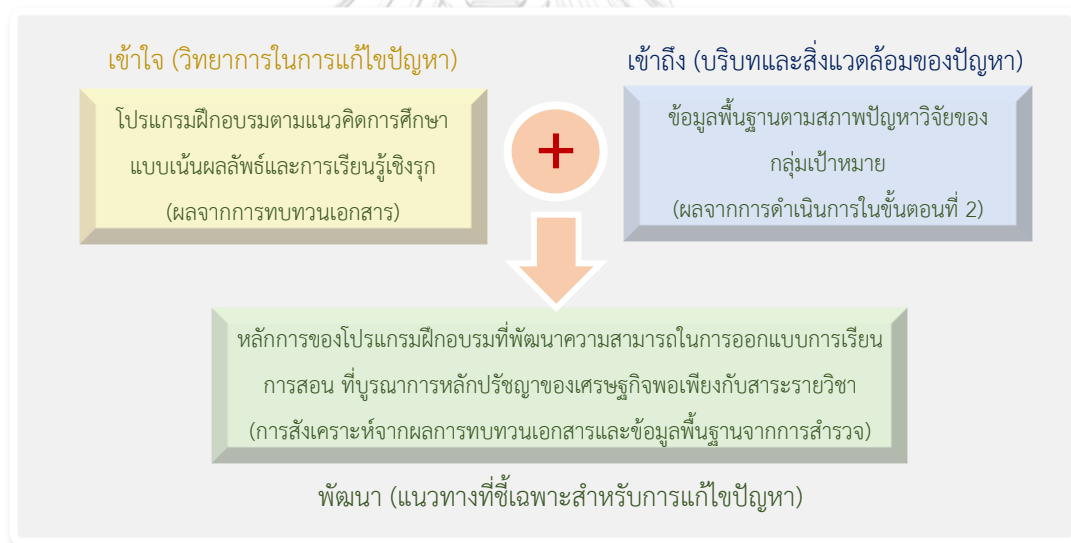 เข้าใจ (วิทยาการในการแก้ไขปัญหา)
โปรแกรมฝึกอบรมตามแนวคิดการศึกษา
แบบเน้นผลลัพธ์และการเรียนรู้เชิงรุก
(ผลจากการทบทวนเอกสาร)
+
เข้าถึง (บริบทและสิ่งแวดล้อมของปัญหา)
ข้อมูลพื้นฐานตามสภาพปัญหาวิจัยของ
กลุ่มเป้าหมาย
(ผลจากการดำเนินการในขั้นตอนที่ 2)
หลักการของโปรแกรมฝึกอบรมที่พัฒนาความสามารถในการออกแบบการเรียน
การสอน ที่บูรณาการหลักปรัชญาของเศรษฐกิจพอเพียงกับสาระรายวิชา
(การสังเคราะห์จากผลการทบทวนเอกสารและข้อมูลพื้นฐานจากการสำรวจ)
พัฒนา (แนวทางที่ชี้เฉพาะสำหรับการแก้ไขปัญหา)